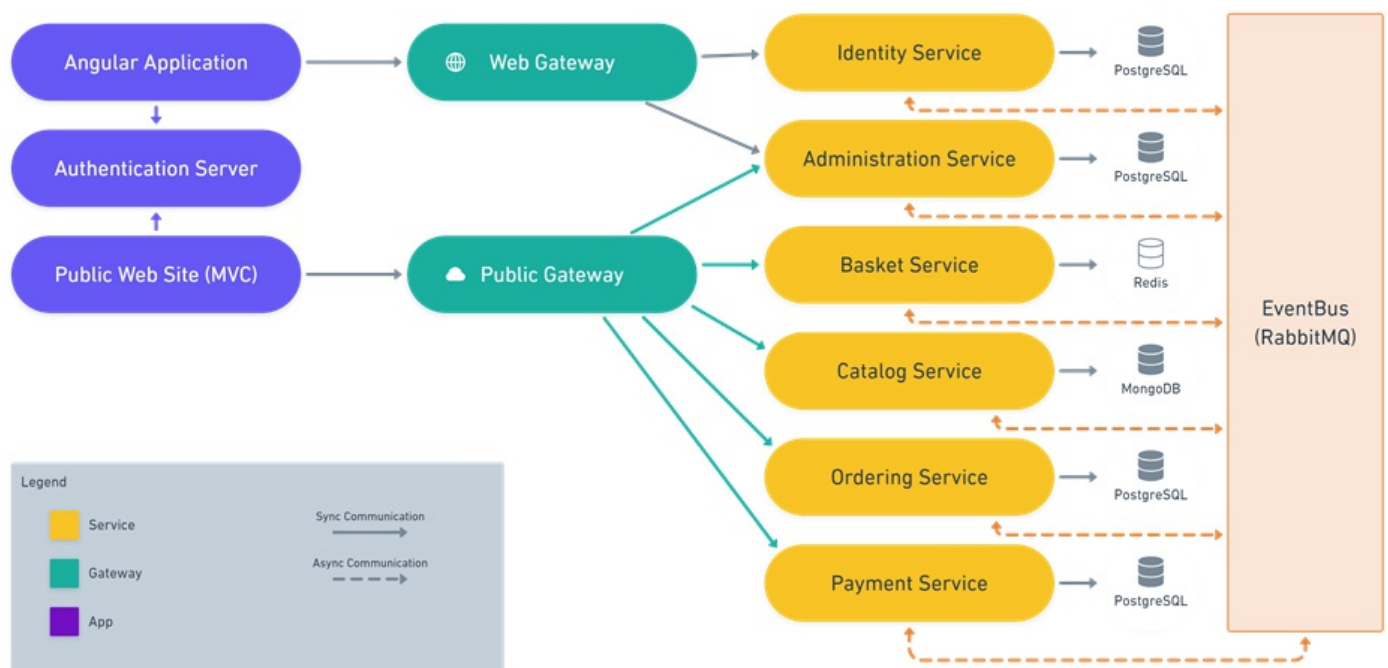 Angular Application
Web Gateway
Identity Service
PostgreSQL
Authentication Server
Administration Service
PostgreSQL
Public Web Site (MVC)
Public Gateway
Basket Service
Redis
EventBus
(RabbitMQ)
Catalog Service
MongoDB
Ordering Service
PostgreSQL
Payment Service
PostgreSQL
Legend
Service
Gateway
App
Sync Communication
Async Communication